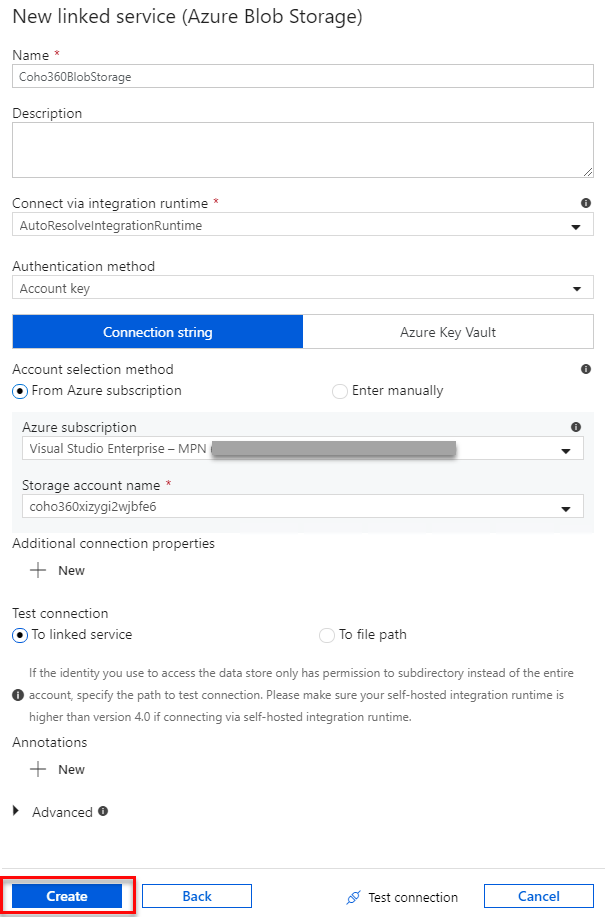 New linked service (Azure Blob Storage)
Name *
Coho360BlobStorage
Description
Connect via integration runtime *
AutoResolveIntegrationRuntime
Authentication method
Account key
Connection string
Azure Key Vault
Account selection method
From Azure subscription
Enter manually
Azure subscription
Visual Studio Enterprise – MPN (
Storage account name *
coho360xizygi2wjbfe6
Additional connection properties
New
Test connection
To linked service
To file path
If the identity you use to access the data store only has permission to subdirectory instead of the entire
account, specify the path to test connection. Please make sure your self-hosted integration runtime is
higher than version 4.0 if connecting via self-hosted integration runtime.
Annotations
New
Advanced
Create
Back
Test connection
Cancel